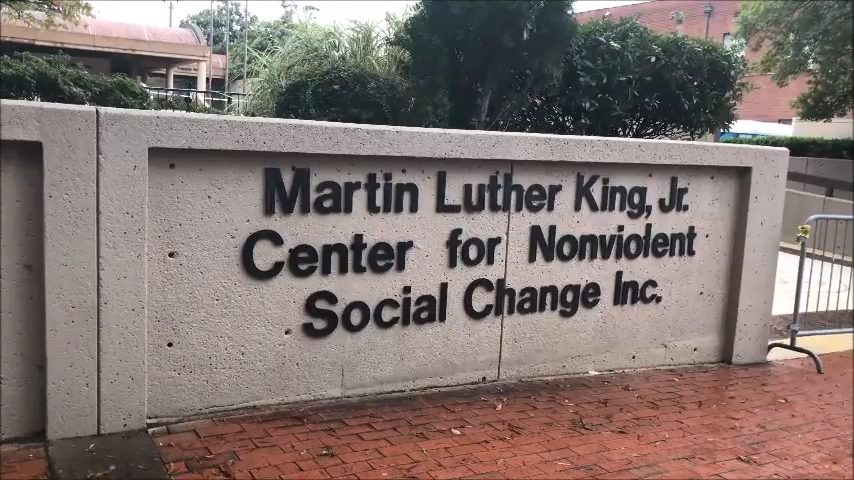 Martin Luther King, Jr.
Center for Nonviolent
Social Change Inc.